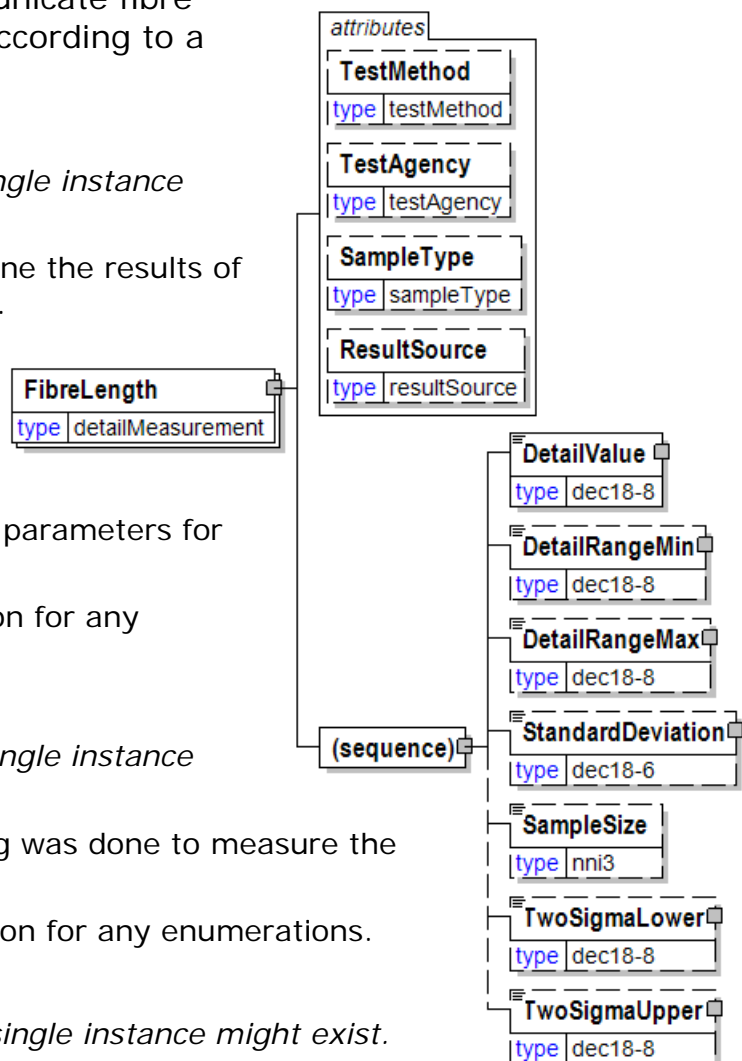 unicate fibre
ccording to a
ngle instance
ne the results of
.
parameters for
on for any
ngle instance
g was done to measure the
on for any enumerations.
single instance might exist.
FibreLength
type detailMeasurement
attributes
TestMethod
type testMethod
TestAgency
type testAgency
SampleType
type sampleType
ResultSource
type resultSource
(sequence)
DetailValue
type dec18-8
DetailRangeMin
type dec18-8
DetailRangeMax
type dec18-8
StandardDeviation
type dec18-6
SampleSize
type nni3
TwoSigmaLower
type dec18-8
TwoSigmaUpper
type dec18-8